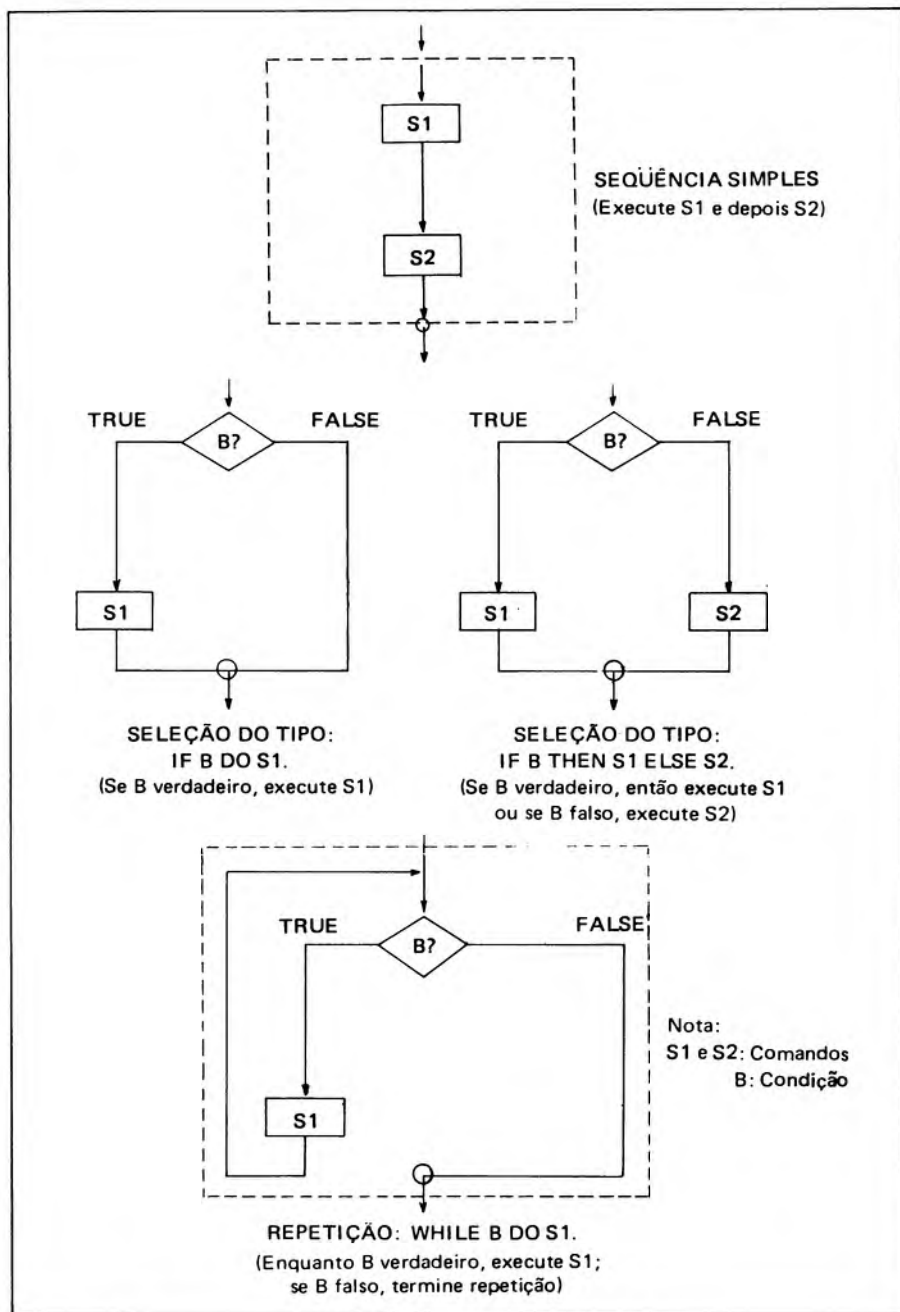 S1
S2
SEQÜÊNCIA SIMPLES
(Execute S1 e depois S2)
TRUE
B?
FALSE
S1
SELEÇÃO DO TIPO:
IF B DO S1.
(Se B verdadeiro, execute S1)
TRUE
B?
FALSE
S1
S2
SELEÇÃO DO TIPO:
IF B THEN S1 ELSE S2.
(Se B verdadeiro, então execute S1
ou se B falso, execute S2)
TRUE
B?
FALSE
S1
Nota:
S1 e S2: Comandos
B: Condição
REPETIÇÃO: WHILE B DO S1.
(Enquanto B verdadeiro, execute S1;
se B falso, termine repetição)